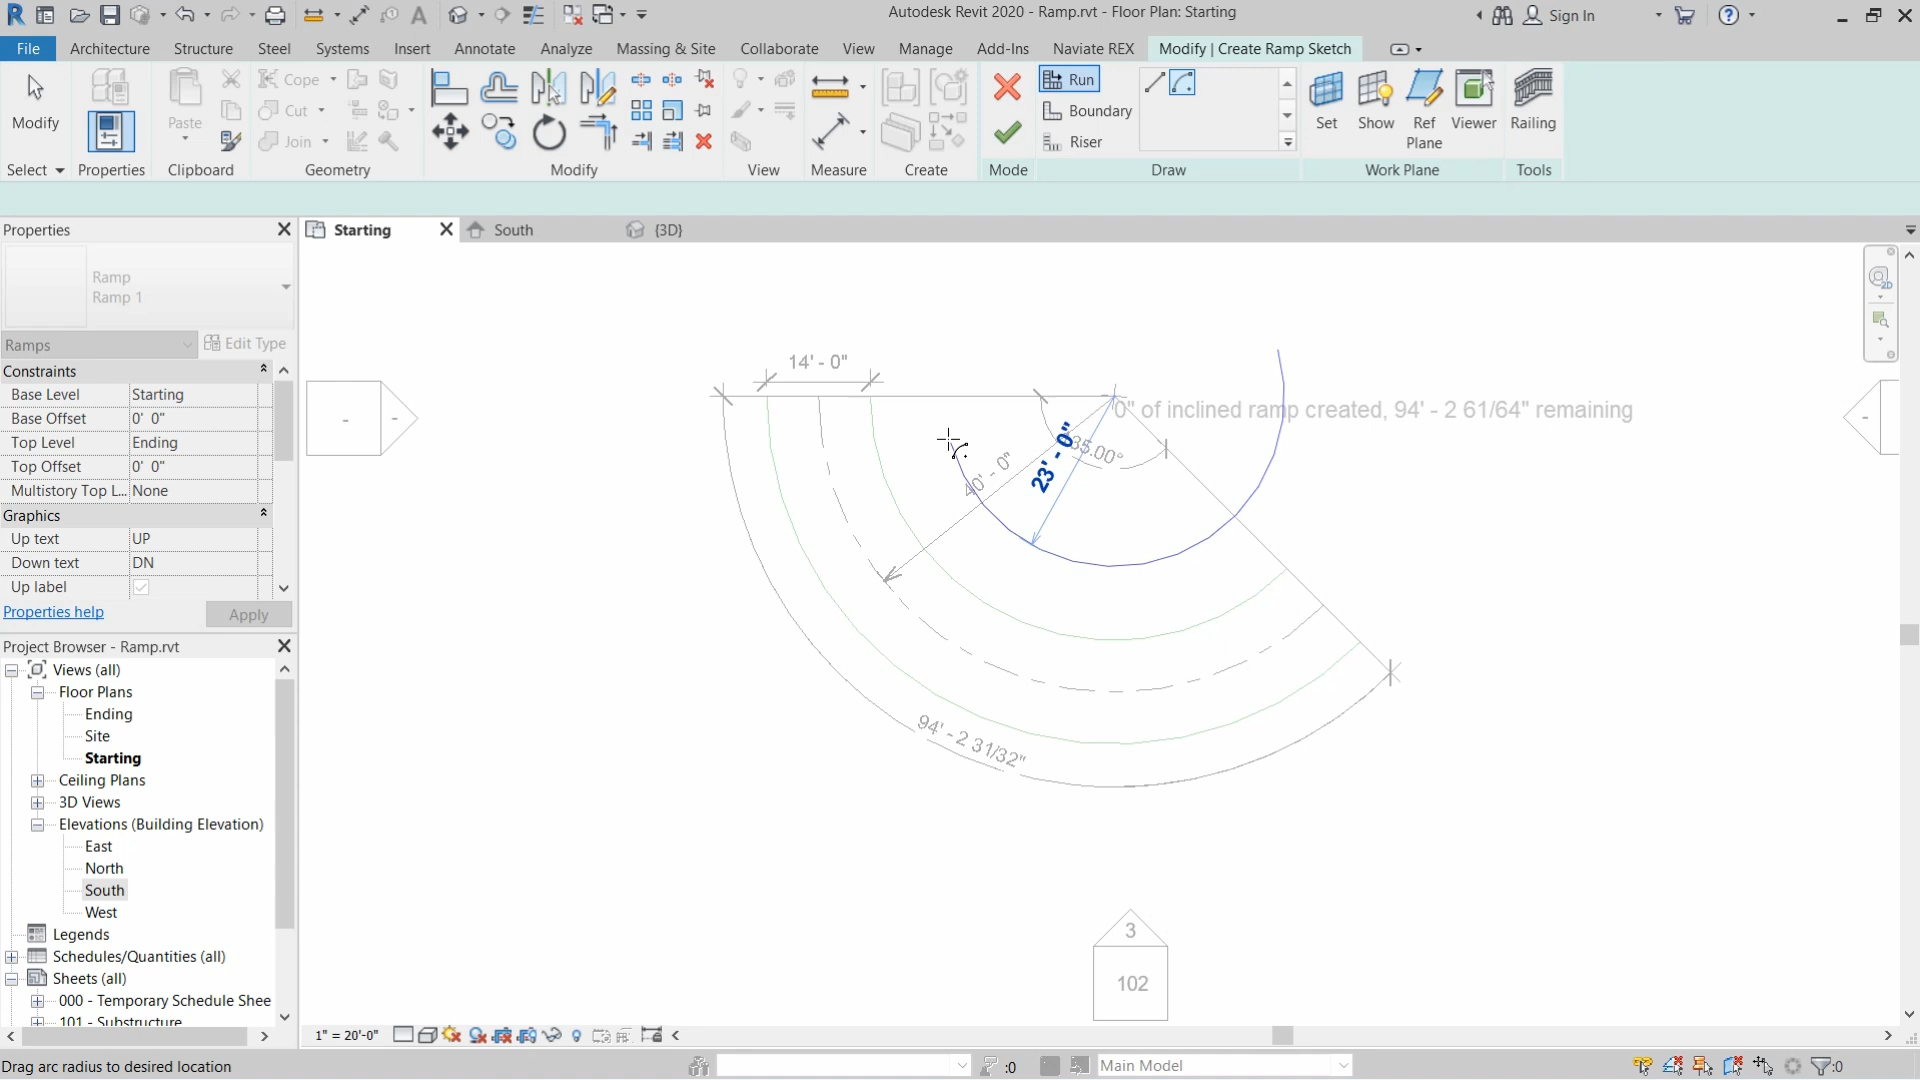 Autodesk Revit 2020 - Ramp.rvt - Floor Plan: Starting
Sign In
File Architecture Structure Steel Systems Insert Annotate Analyze Massing & Site Collaborate View Manage Add-Ins Naviate REX Modify | Create Ramp Sketch
Modify
Paste
Cope
Cut
Join
Run
Boundary
Riser
Set
Show
Ref
Plane
Viewer
Railing
Select Properties Clipboard Geometry Modify View Measure Create Mode Draw Work Plane Tools
Properties
Starting
South
{3D}
Ramp
Ramp 1
Ramps
Edit Type
Constraints
Base Level Starting
Base Offset 0' 0"
Top Level Ending
Top Offset 0' 0"
Multistory Top L... None
Graphics
Up text UP
Down text DN
Up label
Properties help
Apply
Project Browser - Ramp.rvt
Views (all)
Floor Plans
Ending
Site
Starting
Ceiling Plans
3D Views
Elevations (Building Elevation)
East
North
South
West
Legends
Schedules/Quantities (all)
Sheets (all)
000 - Temporary Schedule Shee
101 - Substructure
14' - 0"
0" of inclined ramp created, 94' - 2 61/64" remaining
40' - 0"
23' - 0"
94' - 2 31/32"
3
102
1" = 20'-0"
Drag arc radius to desired location
:0
Main Model
:0